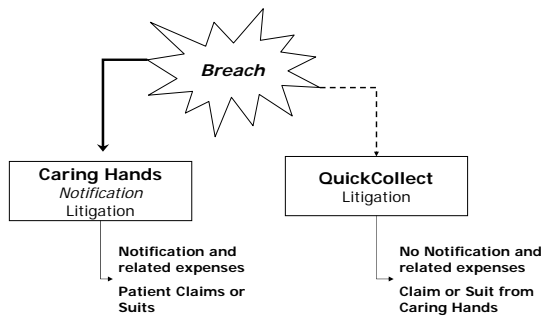 Breach
Caring Hands
Notification
Litigation
Notification and
related expenses
Patient Claims or
Suits
QuickCollect
Litigation
No Notification and
related expenses
Claim or Suit from
Caring Hands